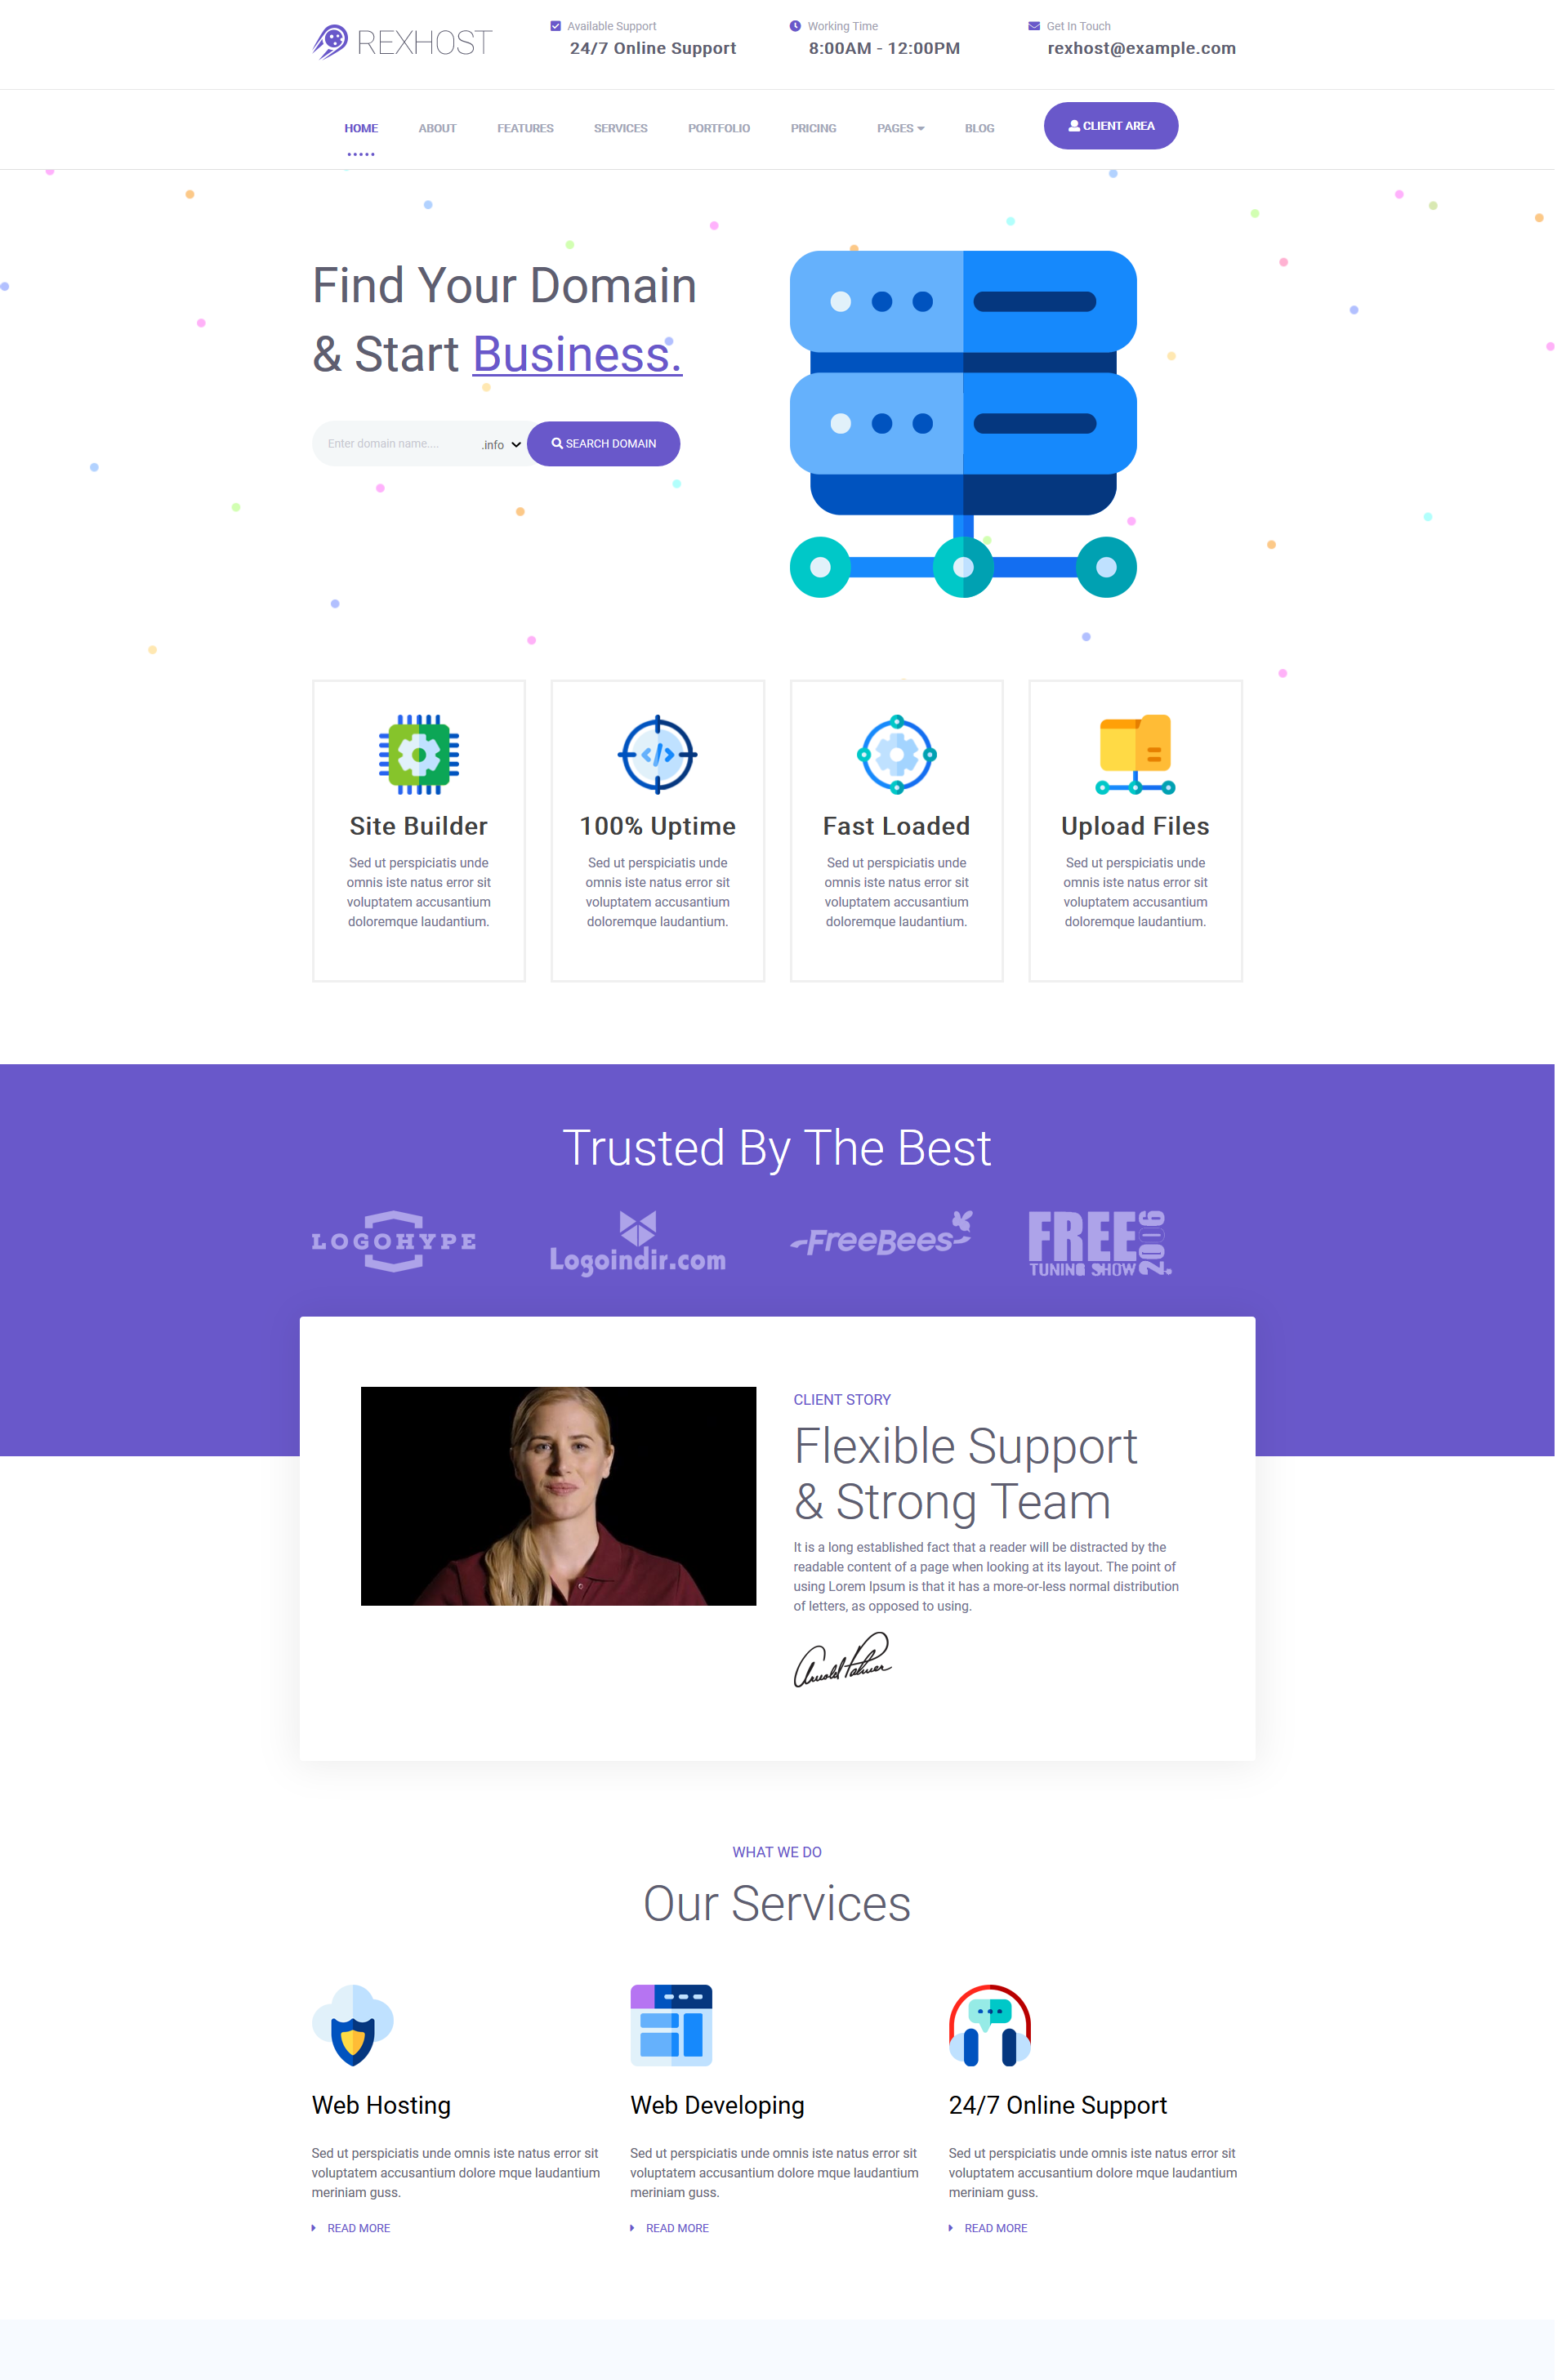 REXHOST
Available Support
24/7 Online Support
Working Time
8:00AM - 12:00PM
Get In Touch
rexhost@example.com
HOME
ABOUT
FEATURES
SERVICES
PORTFOLIO
PRICING
PAGES
BLOG
CLIENT AREA
Find Your Domain
& Start Business.
Enter domain name....
.info
SEARCH DOMAIN
Site Builder
Sed ut perspiciatis unde
omnis iste natus error sit
voluptatem accusantium
doloremque laudantium.
100% Uptime
Sed ut perspiciatis unde
omnis iste natus error sit
voluptatem accusantium
doloremque laudantium.
Fast Loaded
Sed ut perspiciatis unde
omnis iste natus error sit
voluptatem accusantium
doloremque laudantium.
Upload Files
Sed ut perspiciatis unde
omnis iste natus error sit
voluptatem accusantium
doloremque laudantium.
Trusted By The Best
LOGOHYPE
Logoindir.com
FreeBees
FREE
TUNING SHOW
2006
CLIENT STORY
Flexible Support
& Strong Team
It is a long established fact that a reader will be distracted by the
readable content of a page when looking at its layout. The point of
using Lorem Ipsum is that it has a more-or-less normal distribution
of letters, as opposed to using.
Arnold Palmer
WHAT WE DO
Our Services
Web Hosting
Sed ut perspiciatis unde omnis iste natus error sit
voluptatem accusantium dolore mque laudantium
meriniam guss.
READ MORE
Web Developing
Sed ut perspiciatis unde omnis iste natus error sit
voluptatem accusantium dolore mque laudantium
meriniam guss.
READ MORE
24/7 Online Support
Sed ut perspiciatis unde omnis iste natus error sit
voluptatem accusantium dolore mque laudantium
meriniam guss.
READ MORE